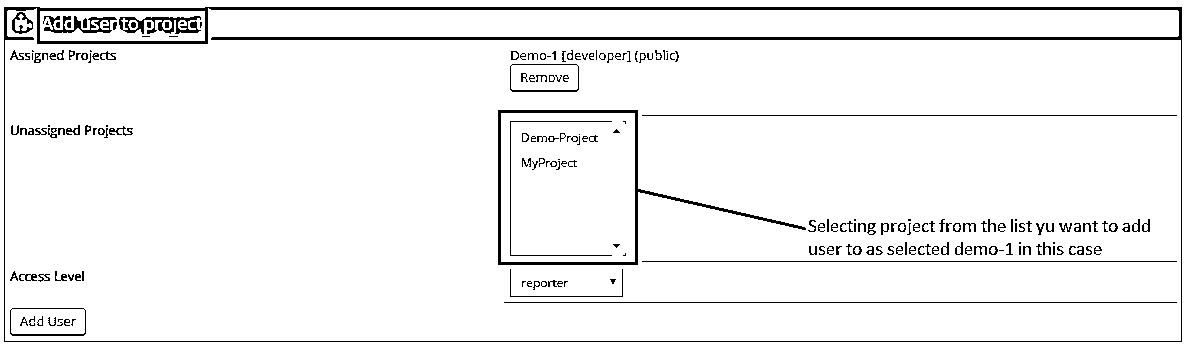 Add user to project
Assigned Projects
Demo-1 [developer] (public)
Remove
Unassigned Projects
Demo-Project
MyProject
Selecting project from the list yu want to add
user to as selected demo-1 in this case
Access Level
reporter
Add User